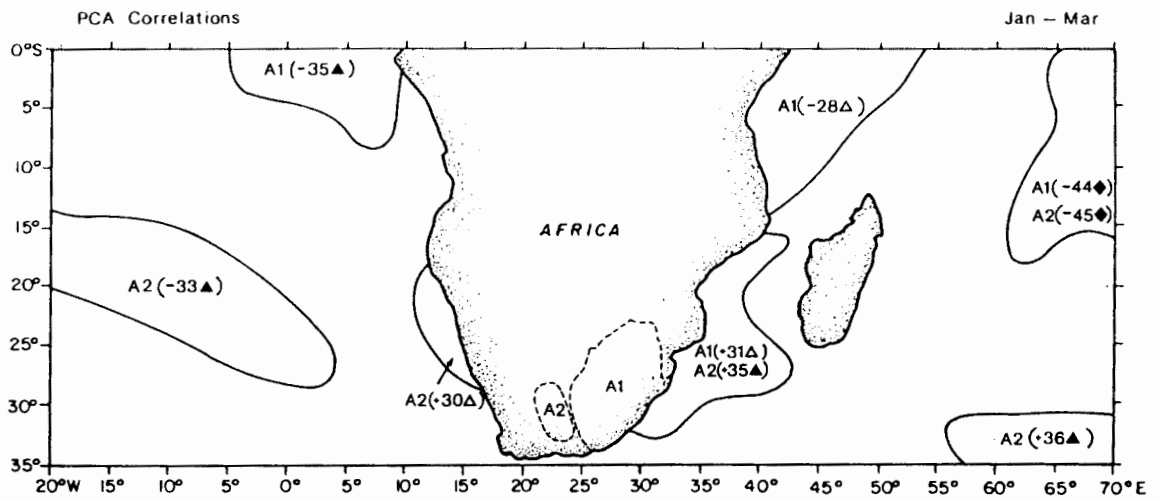 PCA Correlations
Jan – Mar
0°S
5°
10°
15°
20°
25°
30°
35°
20°W 15° 10° 5° 0° 5° 10° 15° 20° 25° 30° 35° 40° 45° 50° 55° 60° 65° 70°E
A1(-35▲)
A1(-28△)
A1(-44◆)
A2(-45◆)
AFRICA
A2(-33▲)
A1(+31△)
A2(+35▲)
A2(+30△)
A2
A1
A2(+36▲)